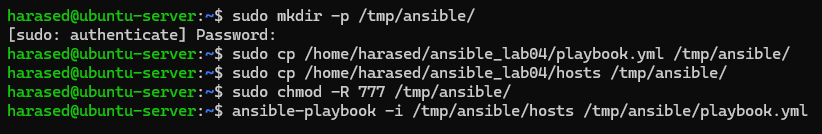 harased@ubuntu-server:~$ sudo mkdir -p /tmp/ansible/
[sudo: authenticate] Password:
harased@ubuntu-server:~$ sudo cp /home/harased/ansible_lab04/playbook.yml /tmp/ansible/
harased@ubuntu-server:~$ sudo cp /home/harased/ansible_lab04/hosts /tmp/ansible/
harased@ubuntu-server:~$ sudo chmod -R 777 /tmp/ansible/
harased@ubuntu-server:~$ ansible-playbook -i /tmp/ansible/hosts /tmp/ansible/playbook.yml